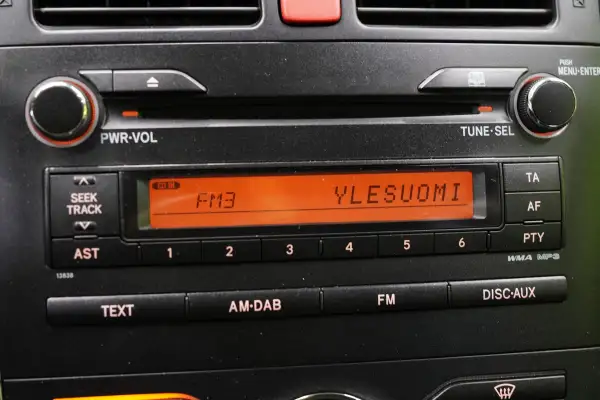 PUSH
MENU·ENTER
PWR·VOL
TUNE·SEL
SEEK
TRACK
AST
FM3 YLESUOMI
TA
AF
PTY
1 2 3 4 5 6
WMA MP3
13838
TEXT
AM·DAB
FM
DISC·AUX